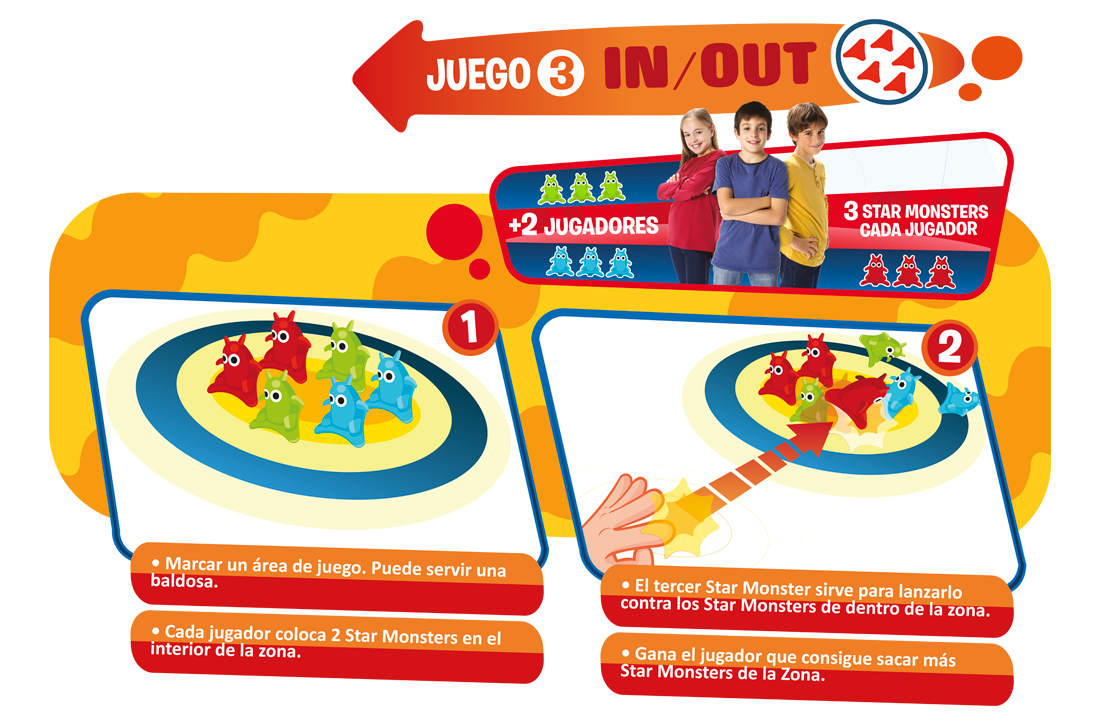 JUEGO 3 IN/OUT
+2 JUGADORES
3 STAR MONSTERS
CADA JUGADOR
1
2
• Marcar un área de juego. Puede servir una
baldosa.
• Cada jugador coloca 2 Star Monsters en el
interior de la zona.
• El tercer Star Monster sirve para lanzarlo
contra los Star Monsters de dentro de la zona.
• Gana el jugador que consigue sacar más
Star Monsters de la Zona.